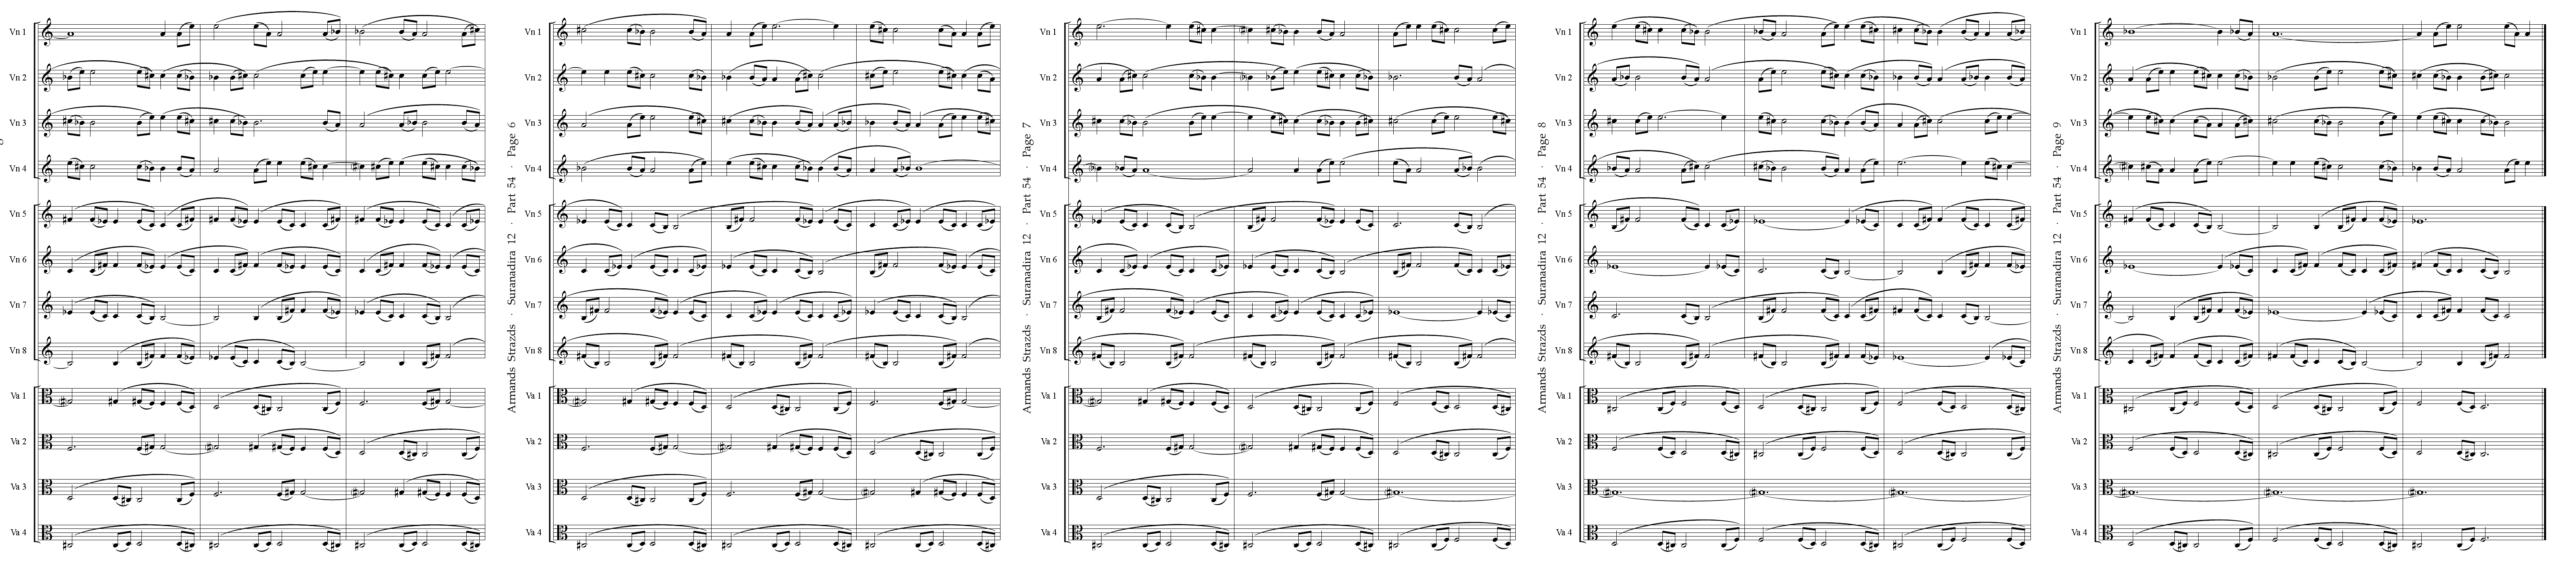 Vn 1
Vn 2
Vn 3
Vn 4
Vn 5
Vn 6
Vn 7
Vn 8
Va 1
Va 2
Va 3
Va 4
Armands Strazds · Suranadira 12 · Part 54 · Page 6
Vn 1
Vn 2
Vn 3
Vn 4
Vn 5
Vn 6
Vn 7
Vn 8
Va 1
Va 2
Va 3
Va 4
Armands Strazds · Suranadira 12 · Part 54 · Page 7
Vn 1
Vn 2
Vn 3
Vn 4
Vn 5
Vn 6
Vn 7
Vn 8
Va 1
Va 2
Va 3
Va 4
Armands Strazds · Suranadira 12 · Part 54 · Page 8
Vn 1
Vn 2
Vn 3
Vn 4
Vn 5
Vn 6
Vn 7
Vn 8
Va 1
Va 2
Va 3
Va 4
Armands Strazds · Suranadira 12 · Part 54 · Page 9
Vn 1
Vn 2
Vn 3
Vn 4
Vn 5
Vn 6
Vn 7
Vn 8
Va 1
Va 2
Va 3
Va 4